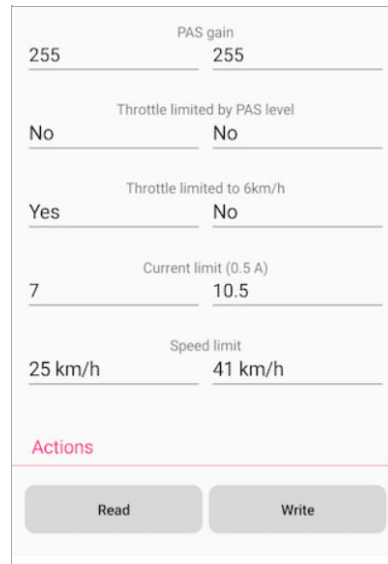 PAS gain
255 255
Throttle limited by PAS level
No No
Throttle limited to 6km/h
Yes No
Current limit (0.5 A)
7 10.5
Speed limit
25 km/h 41 km/h
Actions
Read Write